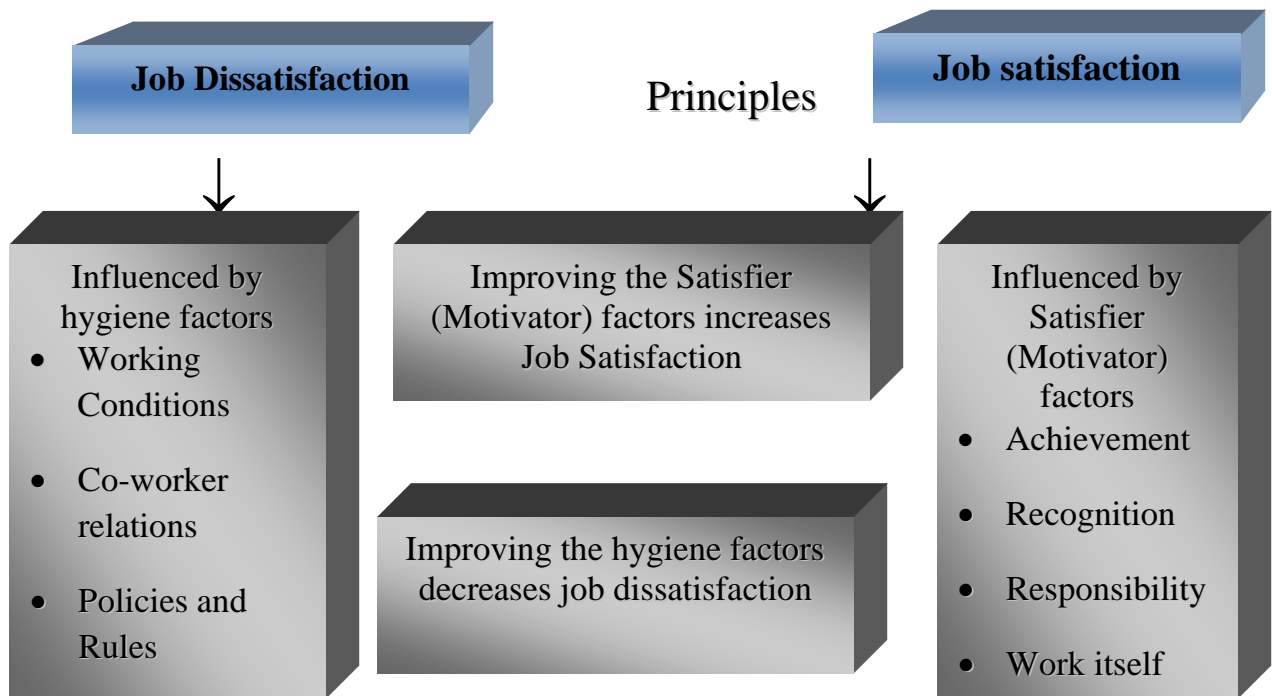 Job Dissatisfaction
Principles
Job satisfaction
Influenced by
hygiene factors
• Working
Conditions
• Co-worker
relations
• Policies and
Rules
Improving the Satisfier
(Motivator) factors increases
Job Satisfaction
Improving the hygiene factors
decreases job dissatisfaction
Influenced by
Satisfier
(Motivator)
factors
• Achievement
• Recognition
• Responsibility
• Work itself